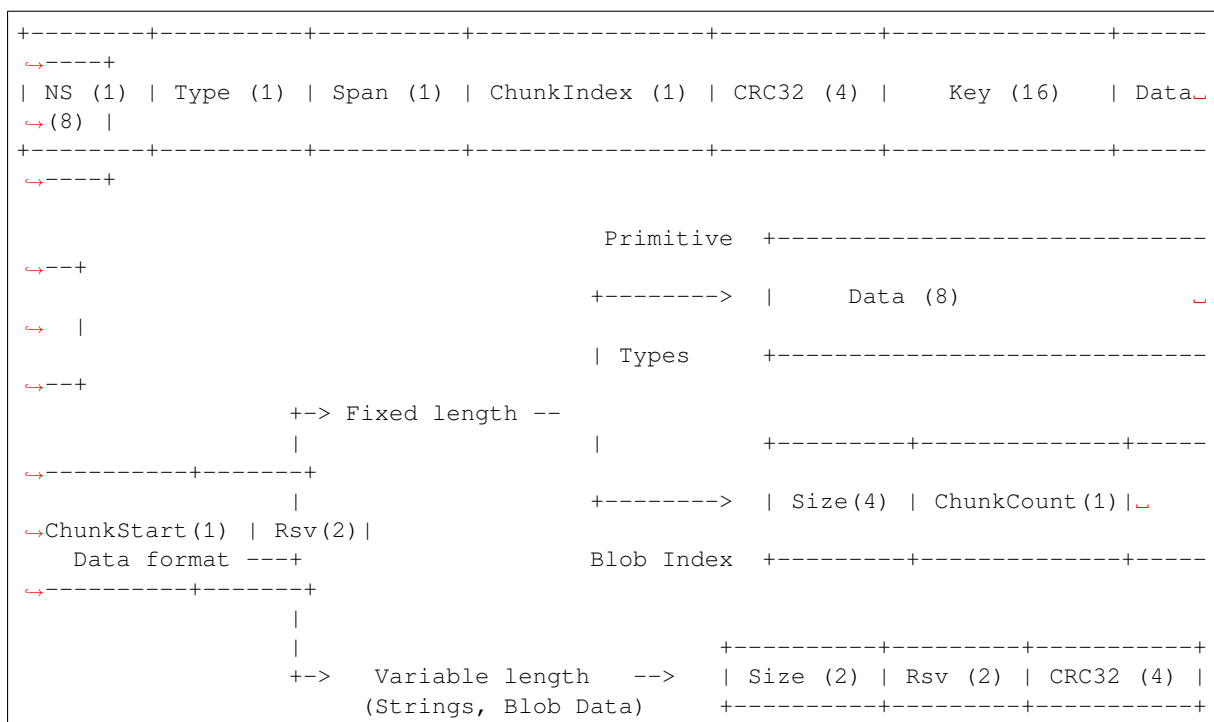 +--------+----------+----------+----------------+-----------+---------------+------
↪----+
| NS (1) | Type (1) | Span (1) | ChunkIndex (1) | CRC32 (4) |    Key (16)   | Data␣
↪(8) |
+--------+----------+----------+----------------+-----------+---------------+------
↪----+
                                         Primitive  +------------------------------
↪--+
                                        +-------->  |     Data (8)                ␣
↪  |
                                        | Types     +------------------------------
↪--+
                   +-> Fixed length --
                   |                    |           +---------+--------------+-----
↪----------+-------+
                   |                    +-------->  | Size(4) | ChunkCount(1)|␣
↪ChunkStart(1) | Rsv(2)|
    Data format ---+                    Blob Index  +---------+--------------+-----
↪----------+-------+
                   |
                   |                             +----------+---------+-----------+
                   +->   Variable length   -->   | Size (2) | Rsv (2) | CRC32 (4) |
                        (Strings, Blob Data)     +----------+---------+-----------+